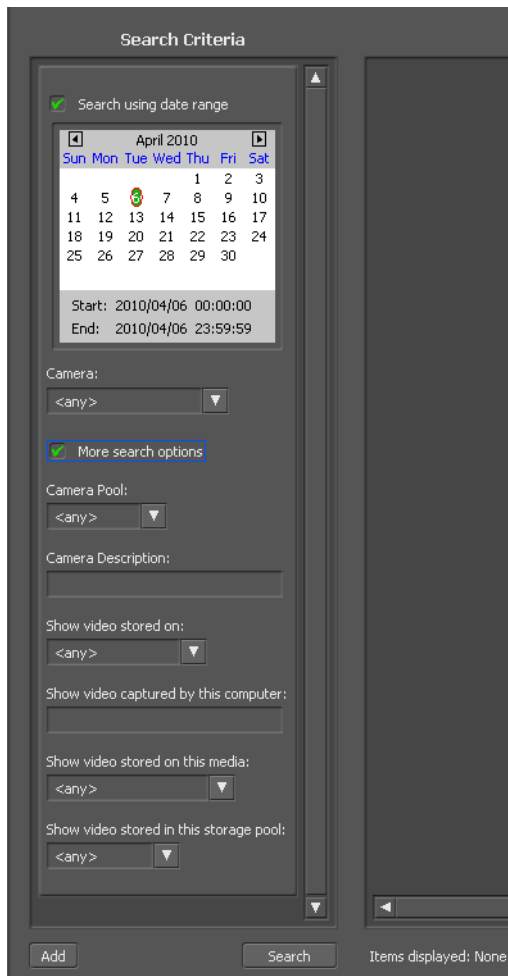 Search Criteria
Search using date range
April 2010
Sun Mon Tue Wed Thu Fri Sat
1 2 3
4 5 6 7 8 9 10
11 12 13 14 15 16 17
18 19 20 21 22 23 24
25 26 27 28 29 30
Start: 2010/04/06 00:00:00
End: 2010/04/06 23:59:59
Camera:
<any>
More search options
Camera Pool:
<any>
Camera Description:
Show video stored on:
<any>
Show video captured by this computer:
Show video stored on this media:
<any>
Show video stored in this storage pool:
<any>
Add
Search
Items displayed: None